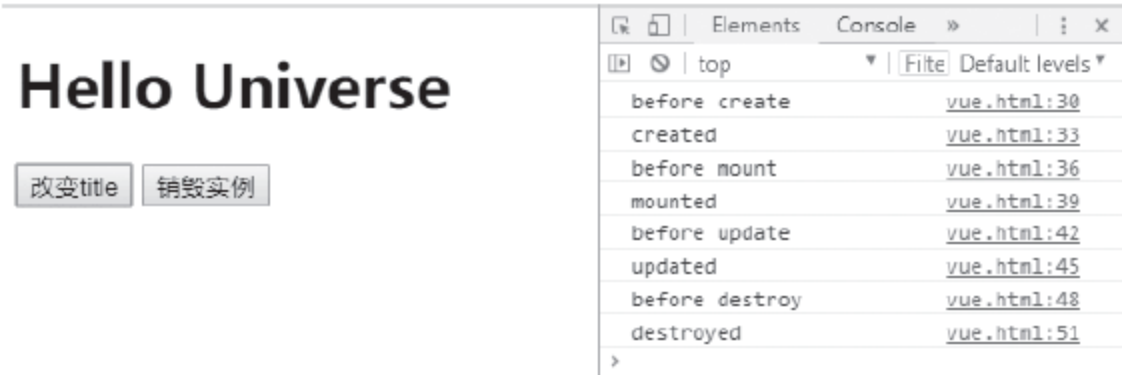 Hello Universe
改变title 销毁实例
Elements Console »
top Filte Default levels
before create vue.html:30
created vue.html:33
before mount vue.html:36
mounted vue.html:39
before update vue.html:42
updated vue.html:45
before destroy vue.html:48
destroyed vue.html:51